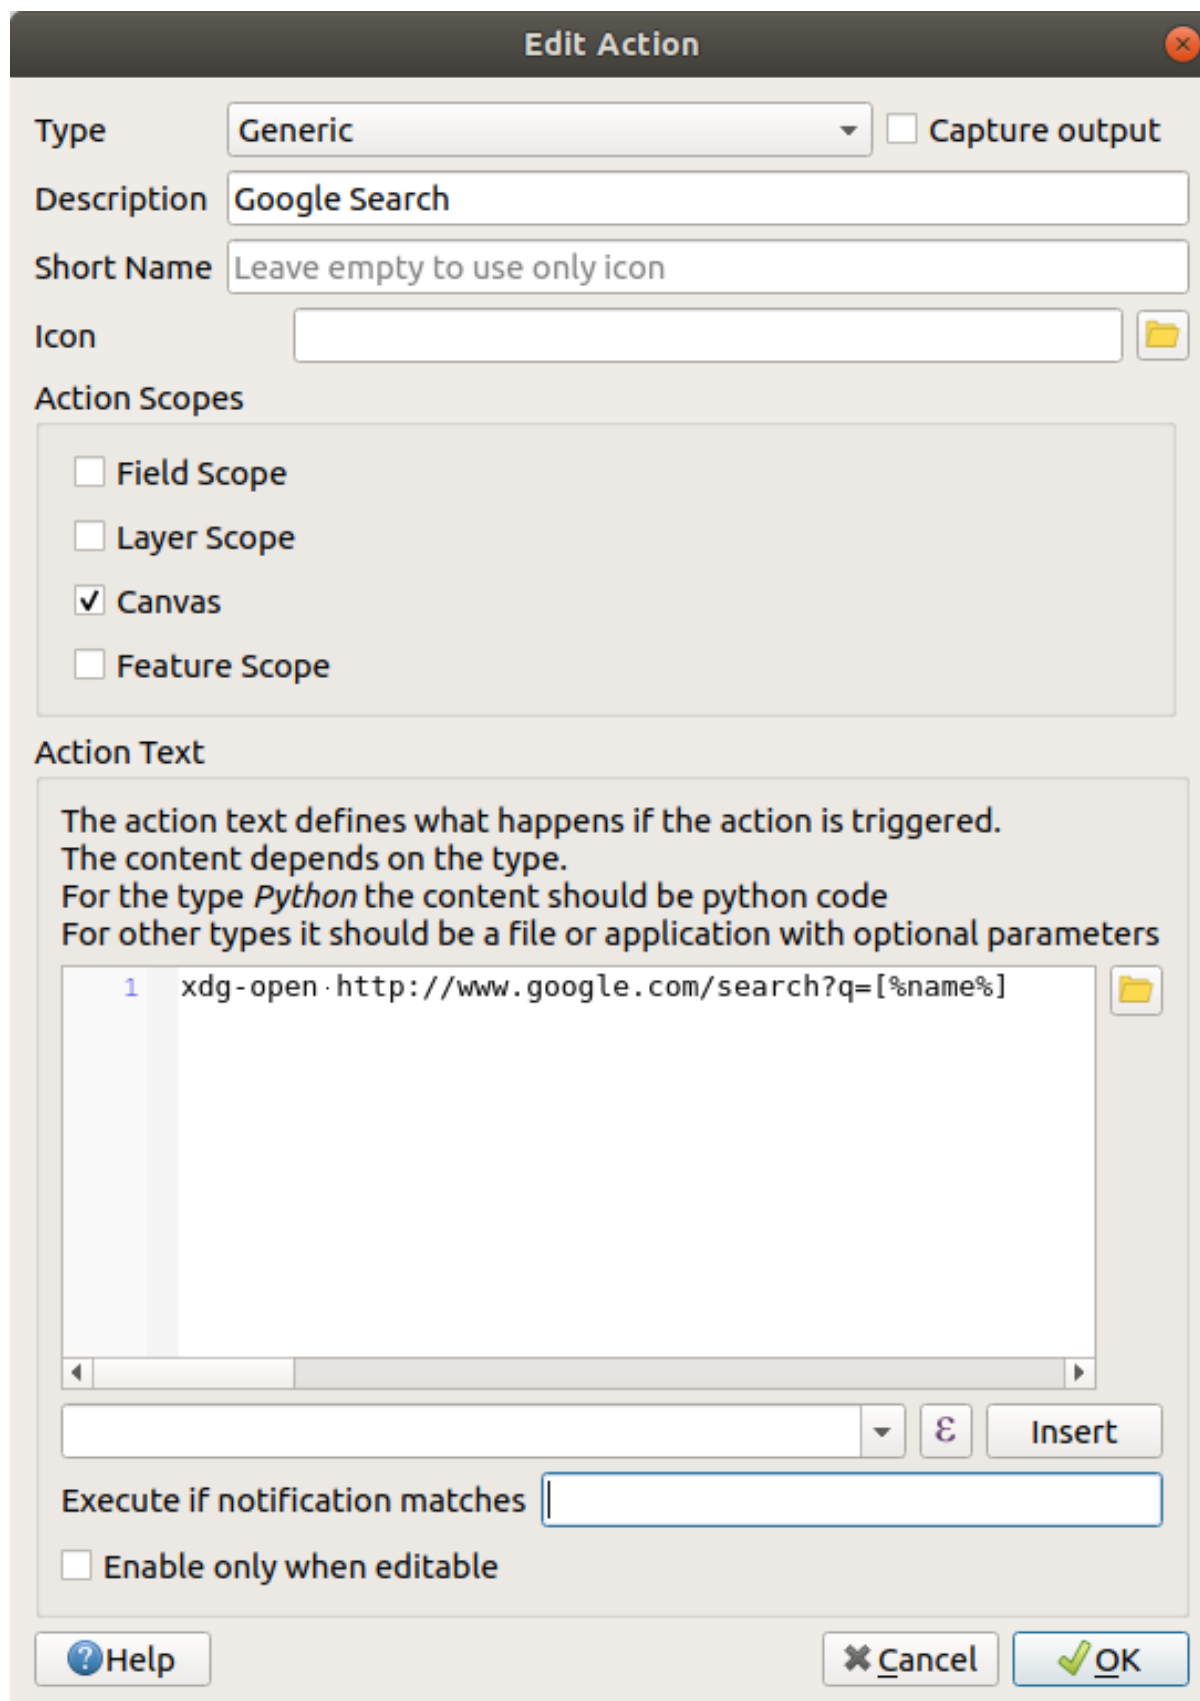 Edit Action
Type Generic Capture output
Description Google Search
Short Name Leave empty to use only icon
Icon
Action Scopes
Field Scope
Layer Scope
Canvas
Feature Scope
Action Text
The action text defines what happens if the action is triggered.
The content depends on the type.
For the type Python the content should be python code
For other types it should be a file or application with optional parameters
1 xdg-open·http://www.google.com/search?q=[%name%]
ε Insert
Execute if notification matches
Enable only when editable
Help Cancel OK